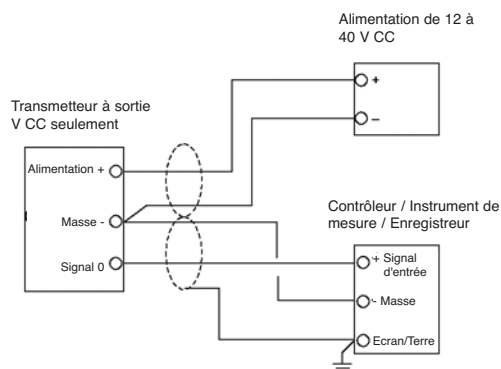 Alimentation de 12 à
40 V CC
+
–
Transmetteur à sortie
V CC seulement
Alimentation +
Masse -
Signal 0
Contrôleur / Instrument de
mesure / Enregistreur
+ Signal
d'entrée
- Masse
Ecran/Terre